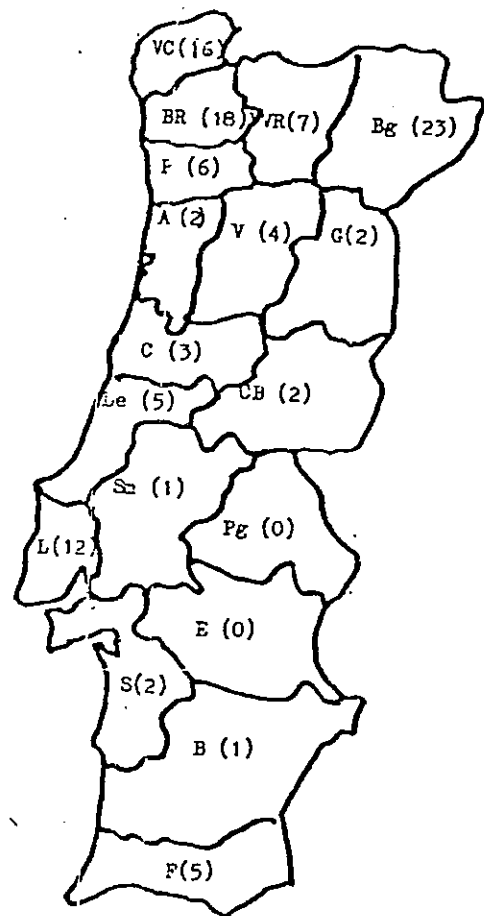 VC(16)
BR (18)
VR(7)
Bg (23)
P (6)
A (2)
V (4)
G(2)
C (3)
Le (5)
CB (2)
Sn (1)
L(12)
Pg (0)
E (0)
S(2)
B (1)
F(5)